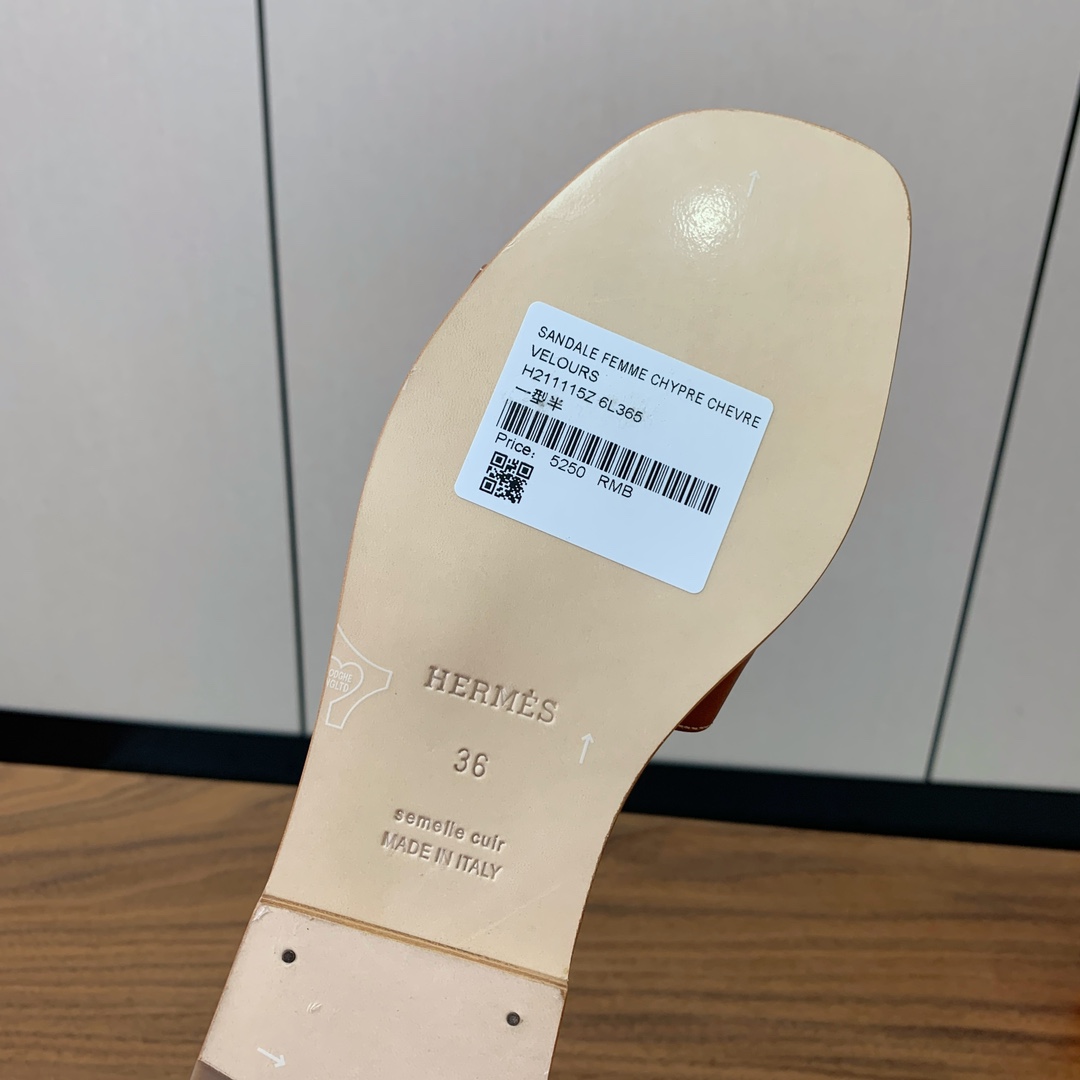 SANDALE FEMME CHYPRE CHEVRE
VELOURS
H211115Z 6L365
一型半
Price: 5250 RMB
HERMÈS
36
semelle cuir
MADE IN ITALY